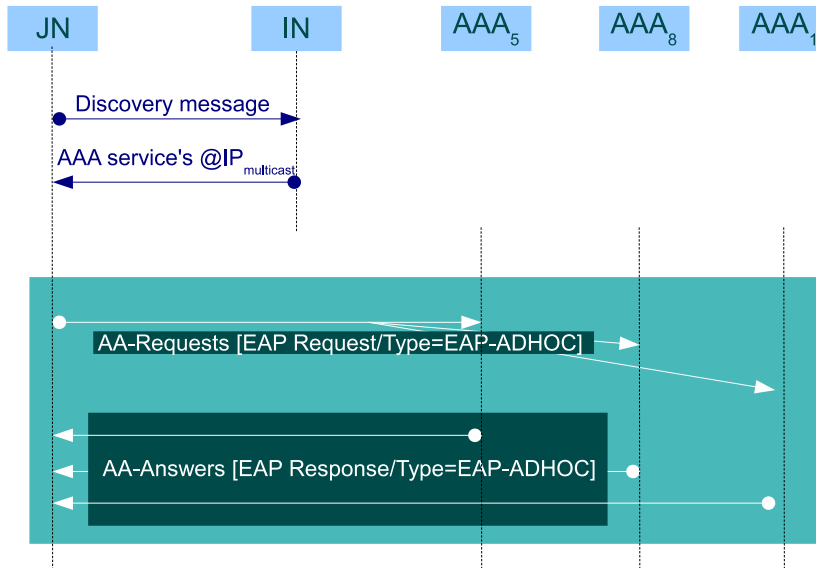 JN IN AAA5 AAA8 AAA1
Discovery message
AAA service's @IPmulticast
AA-Requests [EAP Request/Type=EAP-ADHOC]
AA-Answers [EAP Response/Type=EAP-ADHOC]